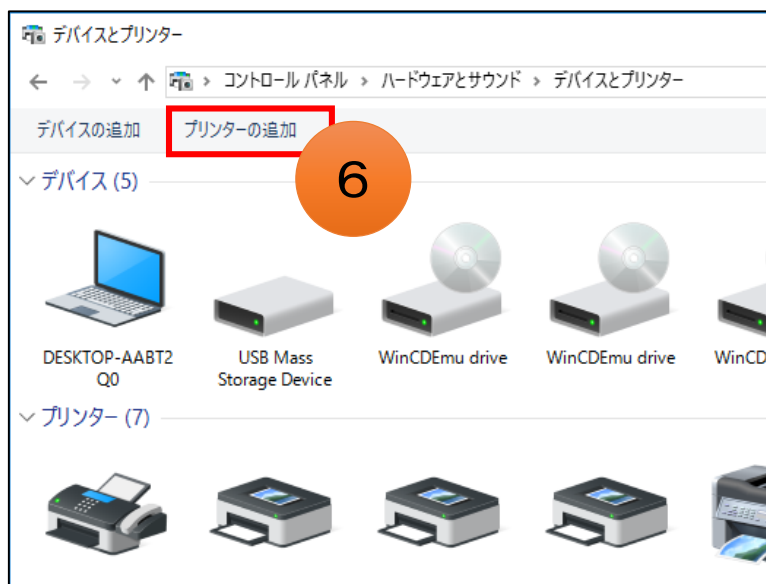 デバイスとプリンター
コントロール パネル › ハードウェアとサウンド › デバイスとプリンター
デバイスの追加 プリンターの追加
6
デバイス (5)
DESKTOP-AABT2Q0
USB Mass Storage Device
WinCDEmu drive
WinCDEmu drive
WinCD
プリンター (7)